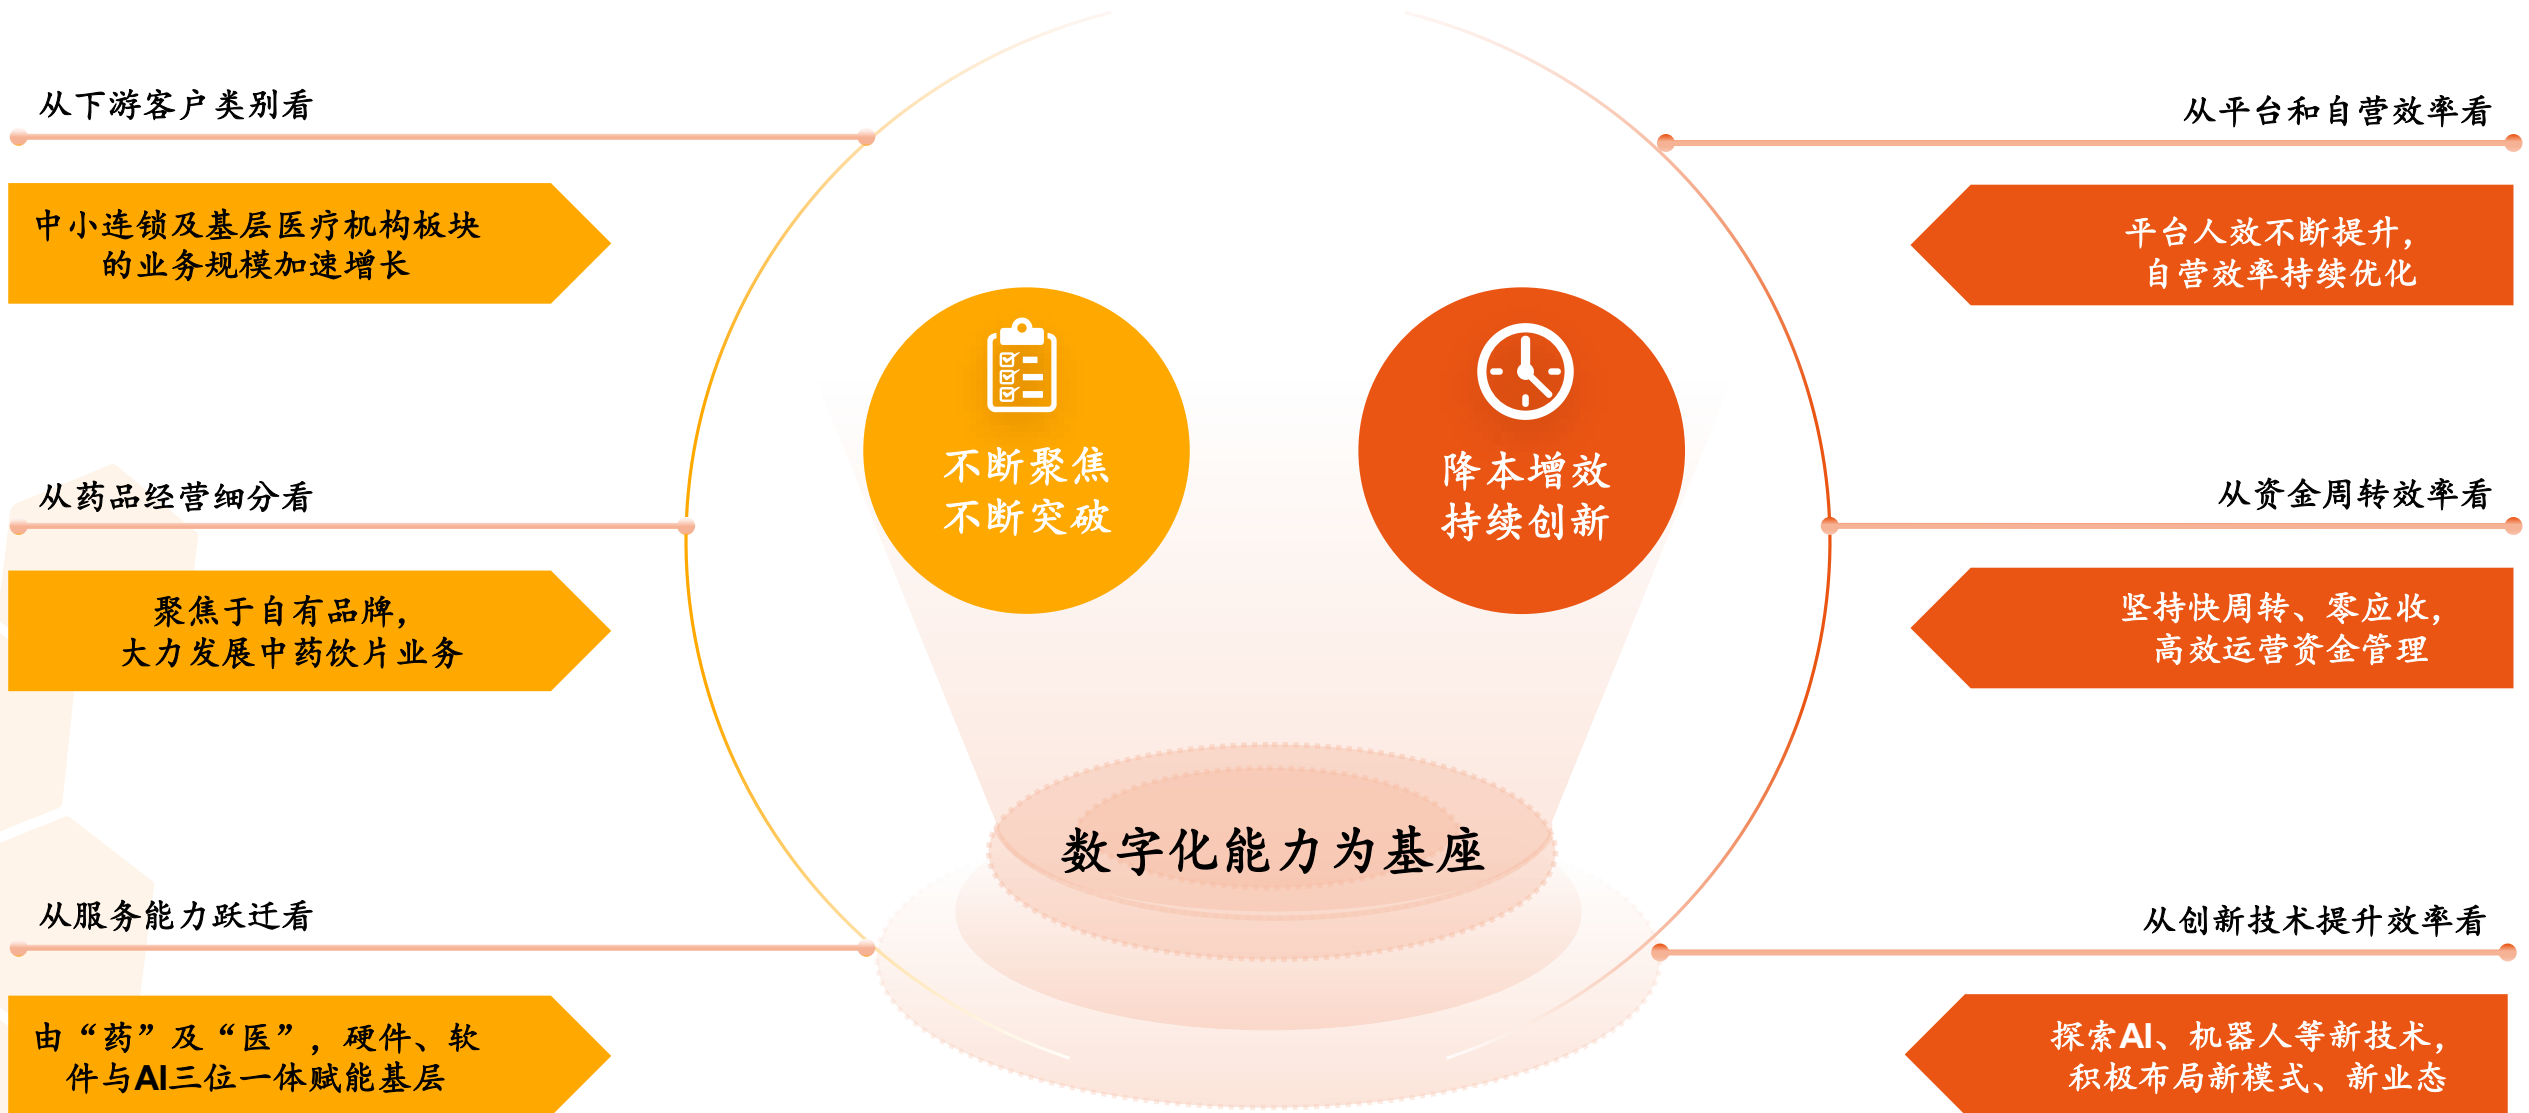 从下游客户类别看
中小连锁及基层医疗机构板块
的业务规模加速增长
从药品经营细分看
聚焦于自有品牌，
大力发展中药饮片业务
从服务能力跃迁看
由“药”及“医”，硬件、软
件与AI三位一体赋能基层
不断聚焦
不断突破
降本增效
持续创新
数字化能力为基座
从平台和自营效率看
平台人效不断提升，
自营效率持续优化
从资金周转效率看
坚持快周转、零应收，
高效运营资金管理
从创新技术提升效率看
探索AI、机器人等新技术，
积极布局新模式、新业态